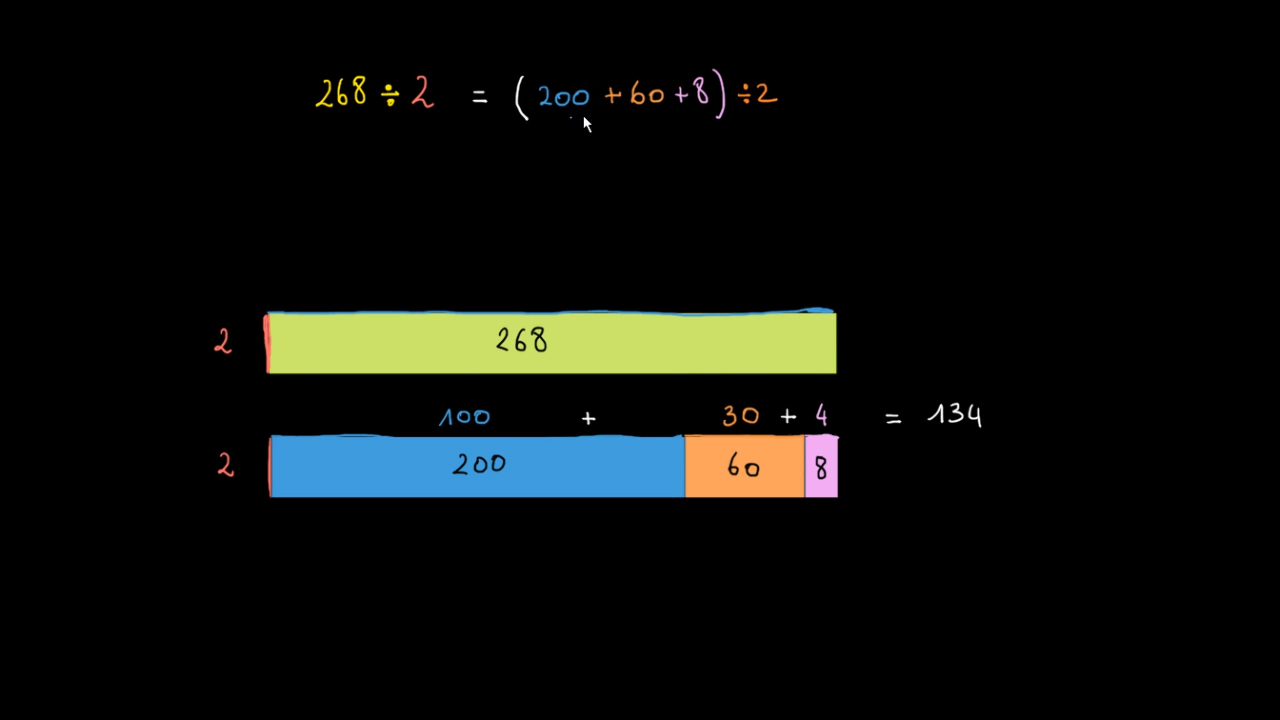 268 ÷ 2 = (200 + 60 + 8) ÷ 2
2 268
100 + 30 + 4 = 134
2 200 60 8